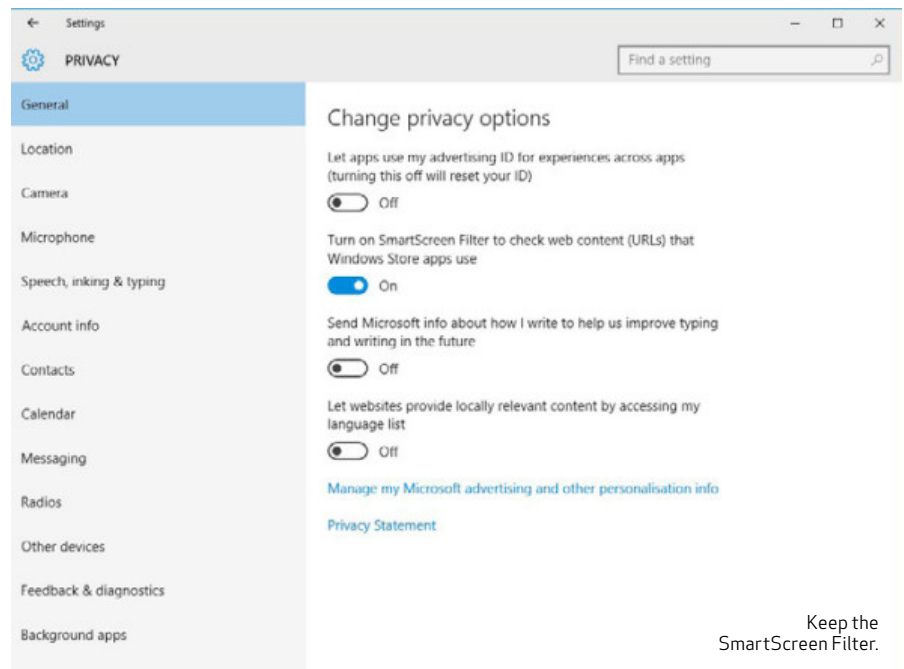 Settings
PRIVACY
Find a setting
General
Location
Camera
Microphone
Speech, inking & typing
Account info
Contacts
Calendar
Messaging
Radios
Other devices
Feedback & diagnostics
Background apps
Change privacy options
Let apps use my advertising ID for experiences across apps
(turning this off will reset your ID)
Off
Turn on SmartScreen Filter to check web content (URLs) that
Windows Store apps use
On
Send Microsoft info about how I write to help us improve typing
and writing in the future
Off
Let websites provide locally relevant content by accessing my
language list
Off
Manage my Microsoft advertising and other personalisation info
Privacy Statement
Keep the
SmartScreen Filter.